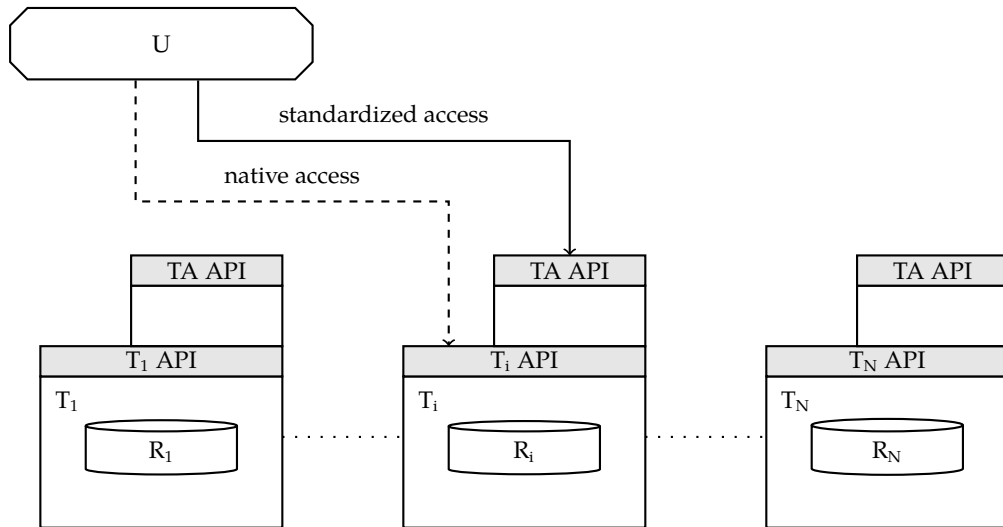 U
standardized access
native access
TA API
TA API
TA API
T₁ API
Tᵢ API
T_N API
T₁
Tᵢ
T_N
R₁
Rᵢ
R_N